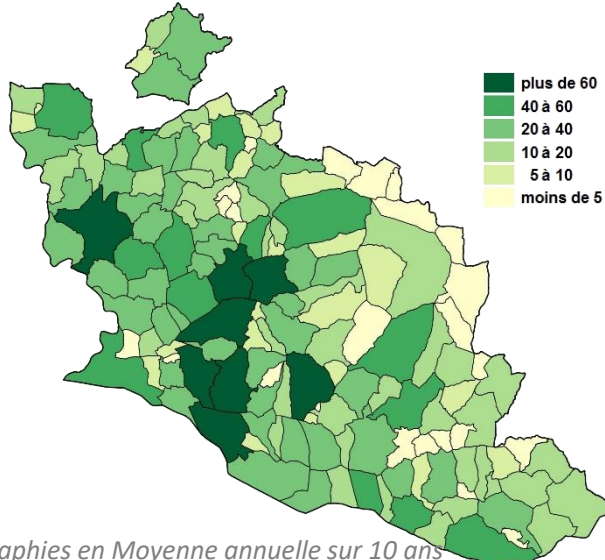 plus de 60
40 à 60
20 à 40
10 à 20
5 à 10
moins de 5
en Moyenne annuelle sur 10 ans